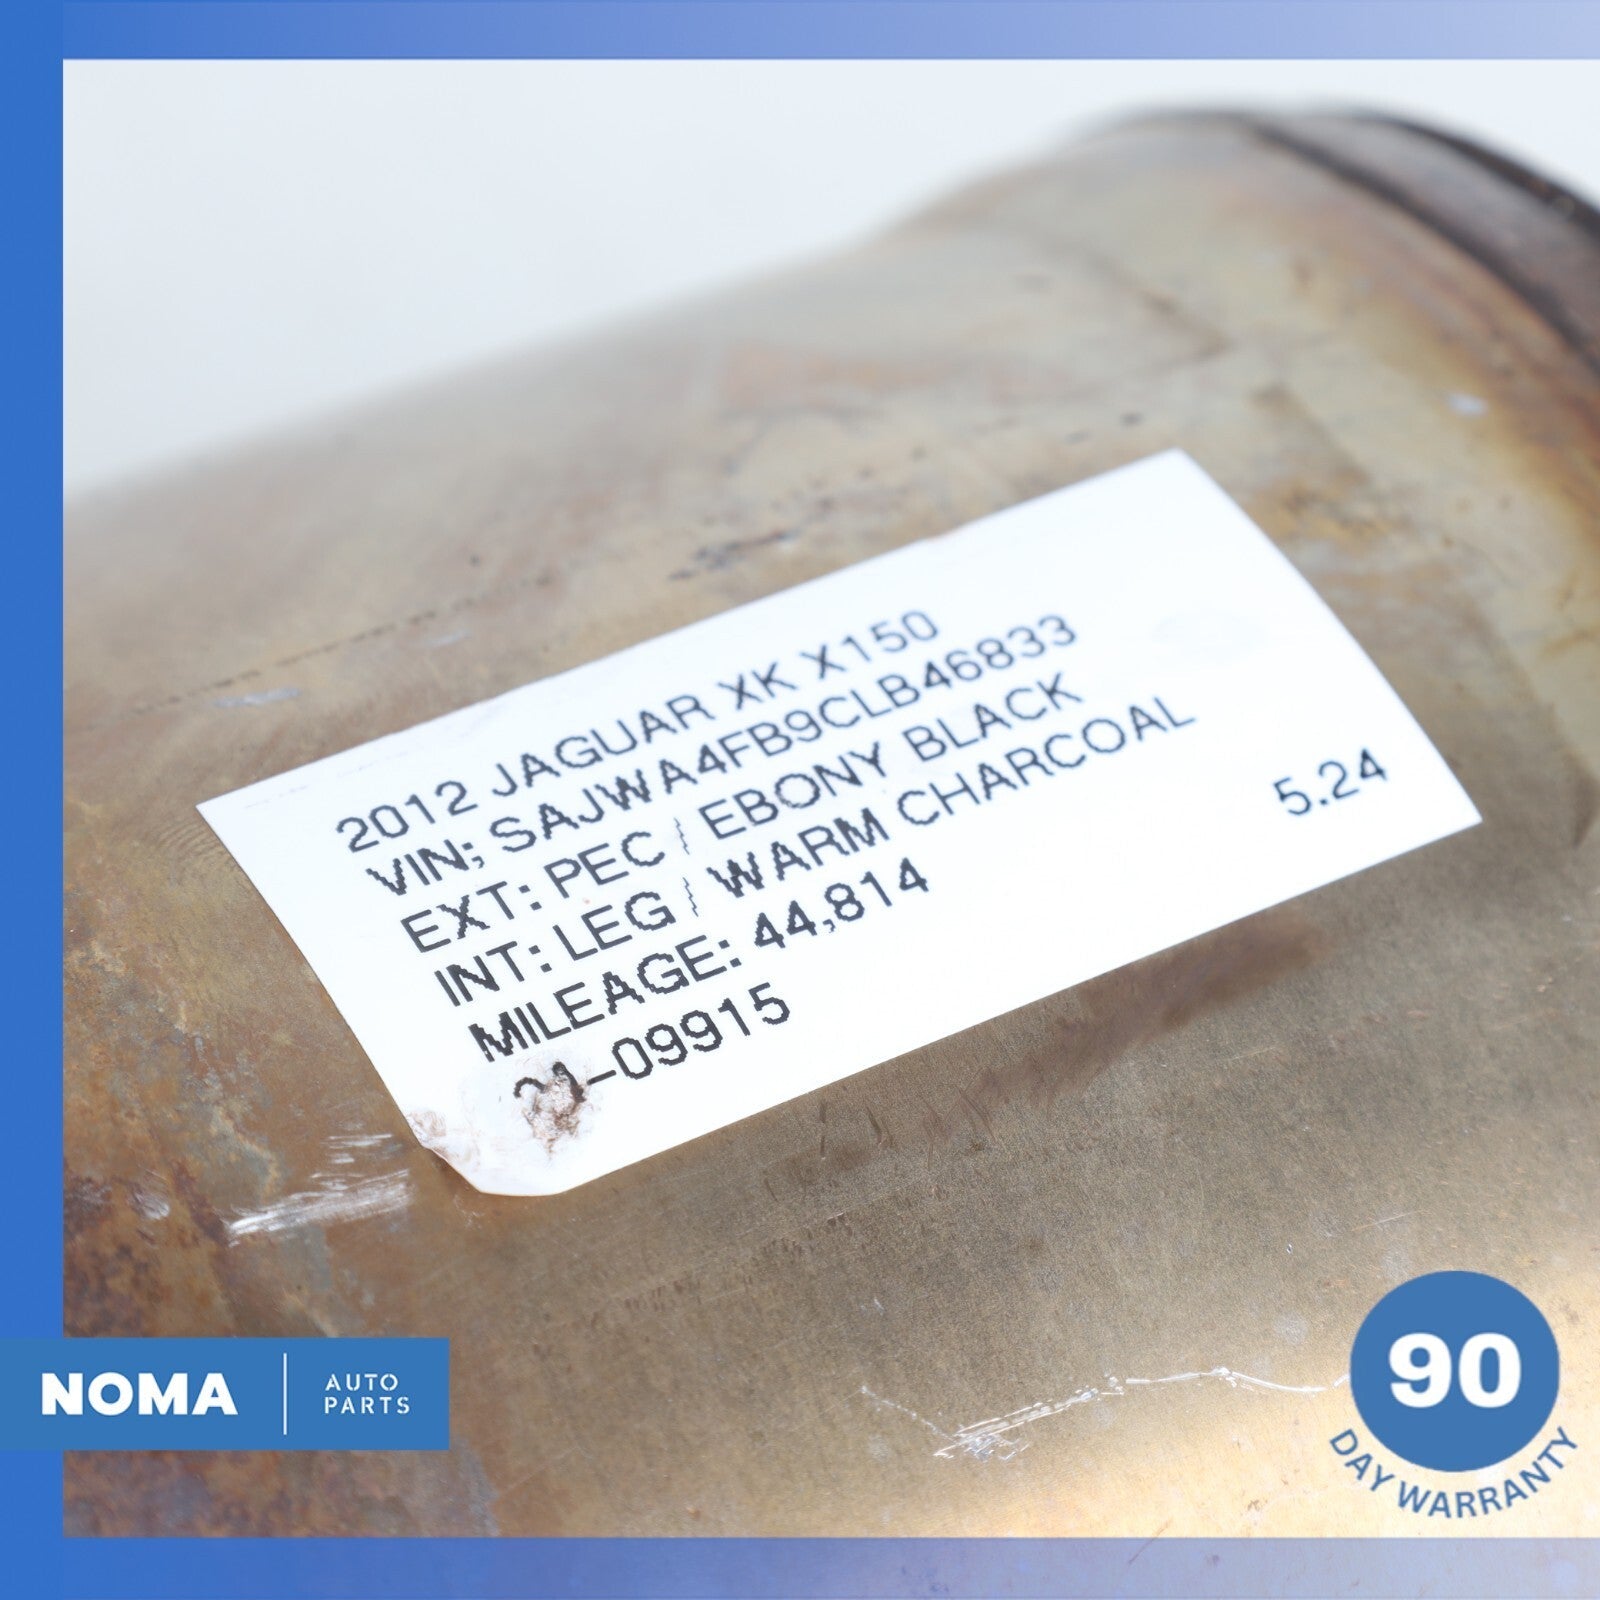 2012 JAGUAR XK X150
VIN; SAJWA4FB9CLB46833
EXT: PEC / EBONY BLACK
INT: LEG / WARM CHARCOAL
MILEAGE: 44,814
5.24
-09915
NOMA
AUTO
PARTS
90
DAY WARRANTY